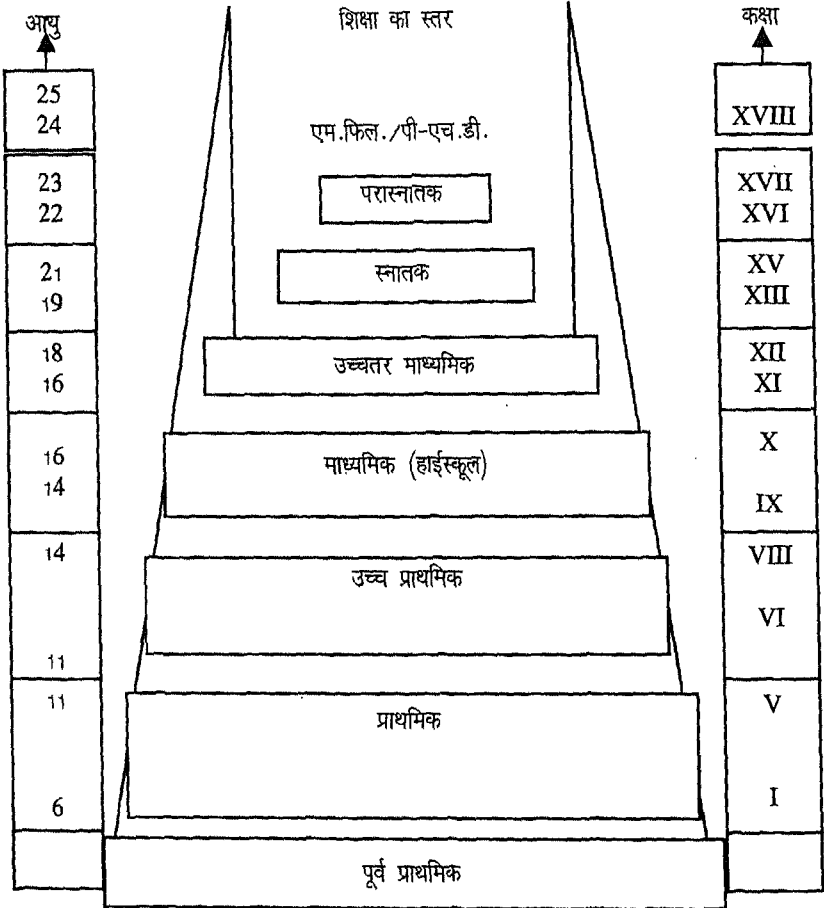 आयु
शिक्षा का स्तर
कक्षा
25
24
एम.फिल./पी-एच.डी.
XVIII
23
22
परास्नातक
XVII
XVI
21
19
स्नातक
XV
XIII
18
16
उच्चतर माध्यमिक
XII
XI
16
14
माध्यमिक (हाईस्कूल)
X
IX
14
11
उच्च प्राथमिक
VIII
VI
11
6
प्राथमिक
V
I
पूर्व प्राथमिक